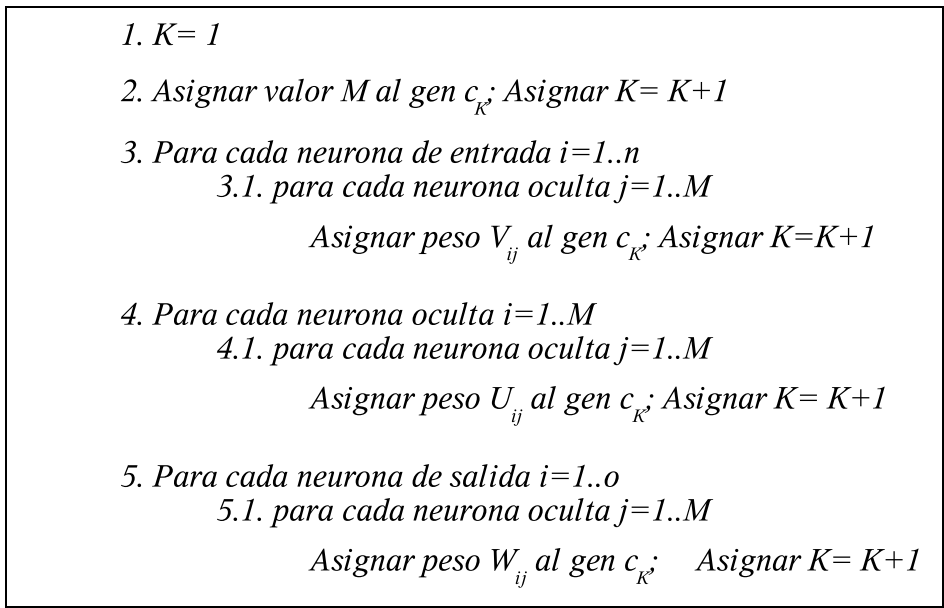 1. K= 1
2. Asignar valor M al gen c_K; Asignar K= K+1
3. Para cada neurona de entrada i=1..n
3.1. para cada neurona oculta j=1..M
Asignar peso V_ij al gen c_K; Asignar K=K+1
4. Para cada neurona oculta i=1..M
4.1. para cada neurona oculta j=1..M
Asignar peso U_ij al gen c_K; Asignar K= K+1
5. Para cada neurona de salida i=1..o
5.1. para cada neurona oculta j=1..M
Asignar peso W_ij al gen c_K; Asignar K= K+1